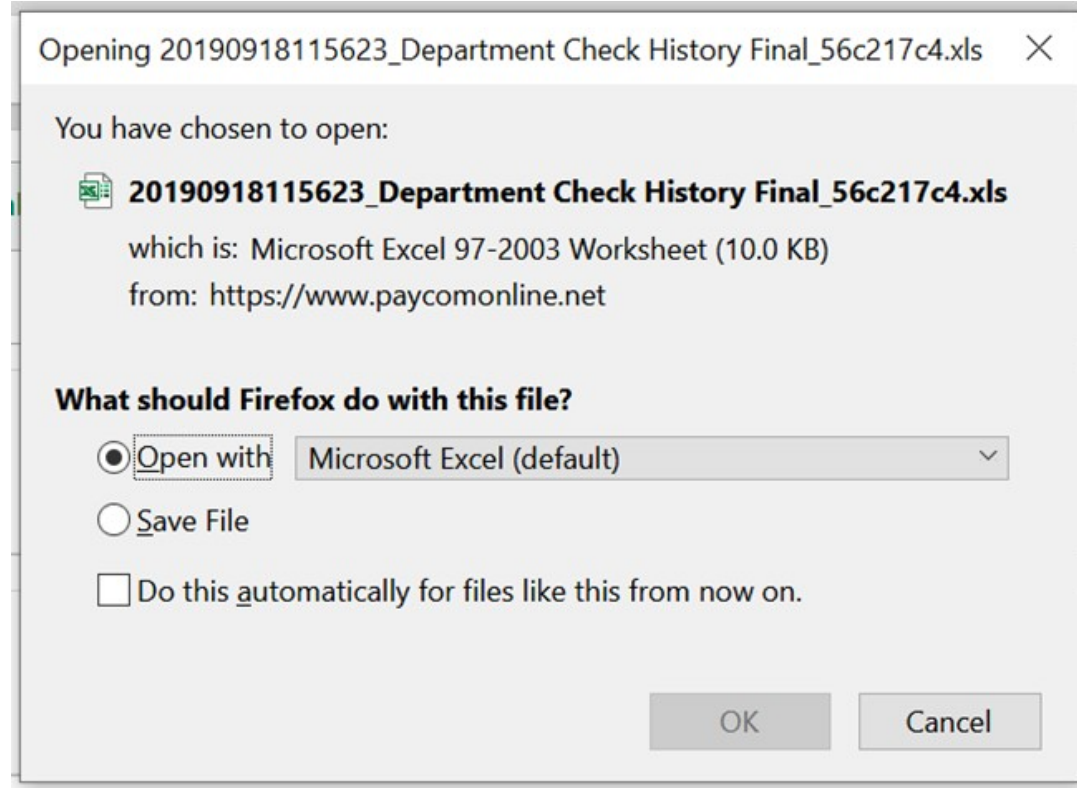 Opening 20190918115623_Department Check History Final_56c217c4.xls
You have chosen to open:
20190918115623_Department Check History Final_56c217c4.xls
which is: Microsoft Excel 97-2003 Worksheet (10.0 KB)
from: https://www.paycomonline.net
What should Firefox do with this file?
Open with Microsoft Excel (default)
Save File
Do this automatically for files like this from now on.
OK Cancel